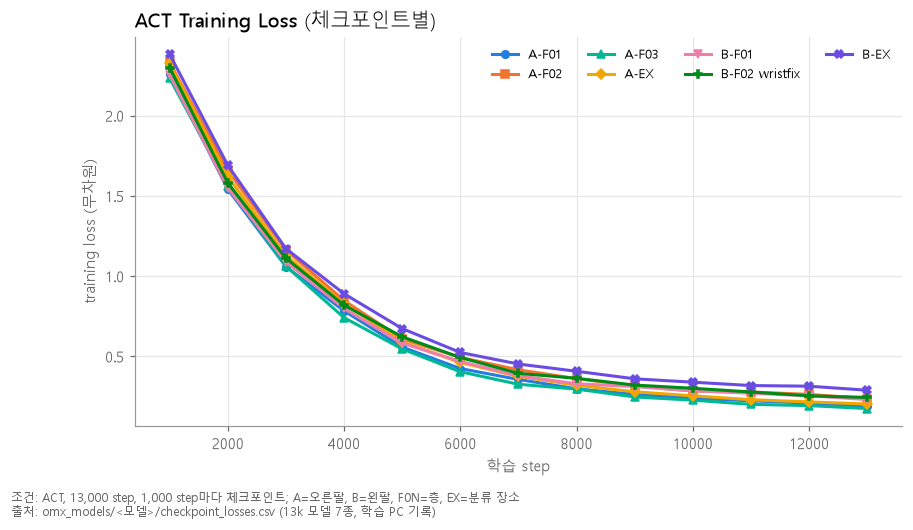 ACT Training Loss (체크포인트별)
A-F01
A-F03
B-F01
B-EX
A-F02
A-EX
B-F02 wristfix
training loss (무차원)
2.0
1.5
1.0
0.5
2000
4000
6000
8000
10000
12000
학습 step
조건: ACT, 13,000 step, 1,000 step마다 체크포인트; A=오른팔, B=왼팔, F0N=층, EX=분류 장소
출처: omx_models/<모델>/checkpoint_losses.csv (13k 모델 7종, 학습 PC 기록)